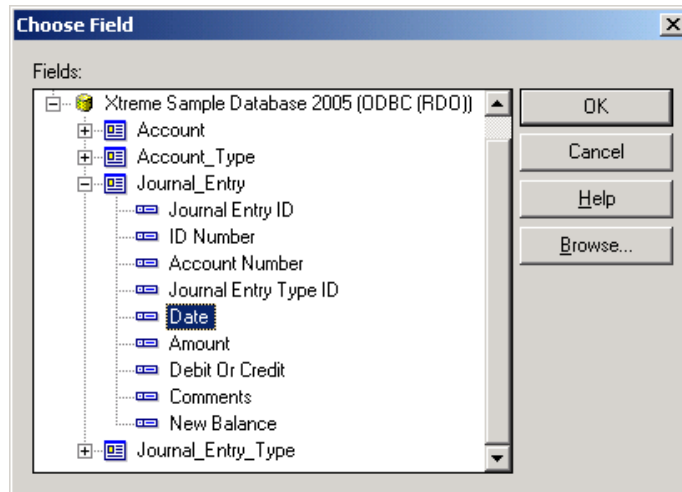 Choose Field
Fields:
Xtreme Sample Database 2005 (ODBC (RDO))
Account
Account_Type
Journal_Entry
Journal Entry ID
ID Number
Account Number
Journal Entry Type ID
Date
Amount
Debit Or Credit
Comments
New Balance
Journal_Entry_Type
OK
Cancel
Help
Browse...